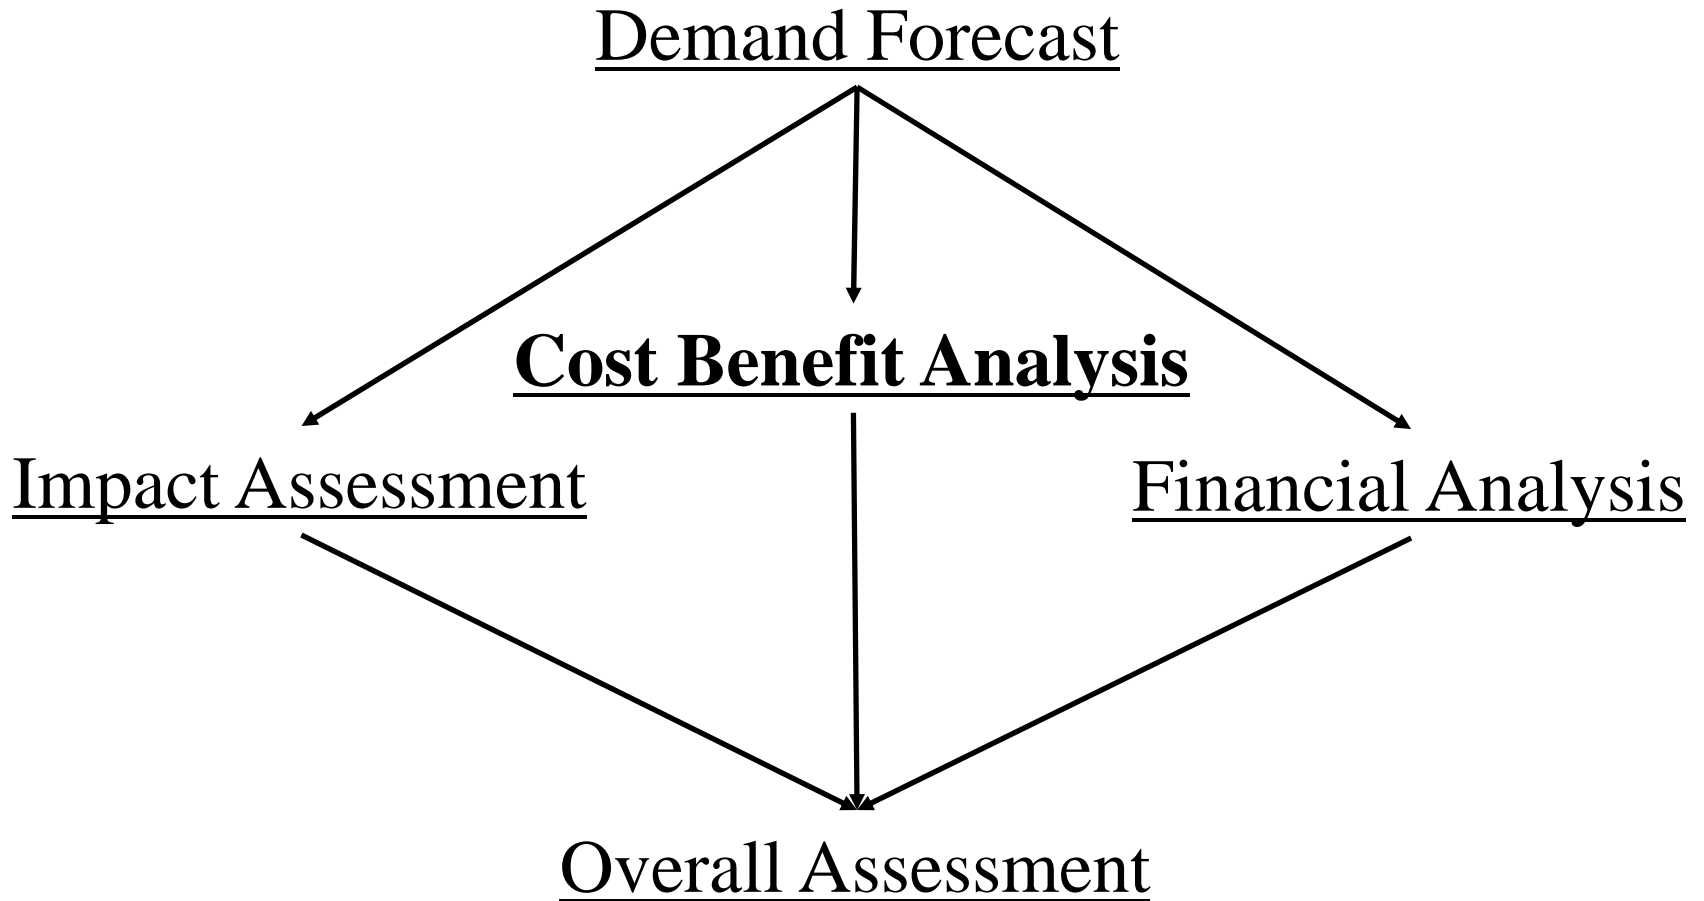 Demand Forecast
Cost Benefit Analysis
Impact Assessment
Financial Analysis
Overall Assessment